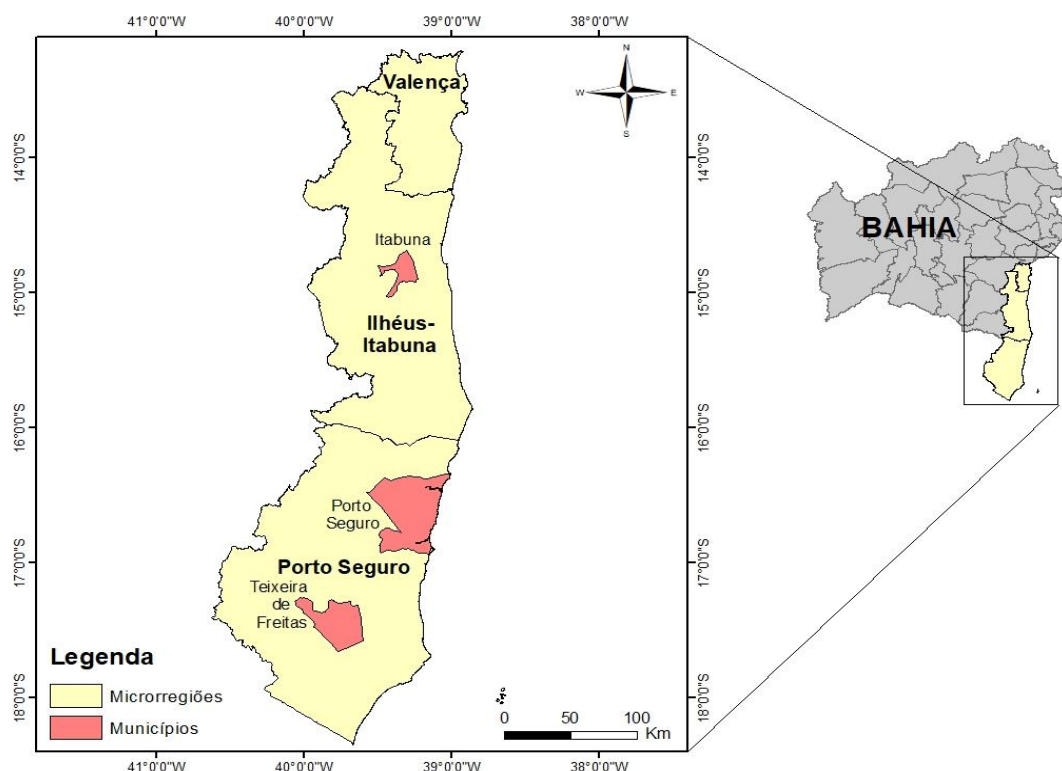 41°0'0"W 40°0'0"W 39°0'0"W 38°0'0"W
N
W E
S
Valença
14°0'0"S
14°0'0"S
BAHIA
Itabuna
15°0'0"S
15°0'0"S
Ilhéus-
Itabuna
16°0'0"S
16°0'0"S
Porto
Seguro
17°0'0"S
17°0'0"S
Porto Seguro
Teixeira
de
Freitas
Legenda
Microrregiões
Municípios
18°0'0"S
18°0'0"S
0 50 100
Km
41°0'0"W 40°0'0"W 39°0'0"W 38°0'0"W